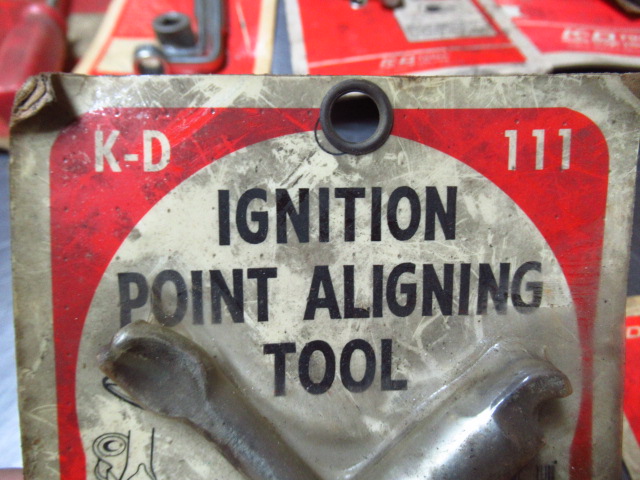 K-D 111
IGNITION
POINT ALIGNING
TOOL